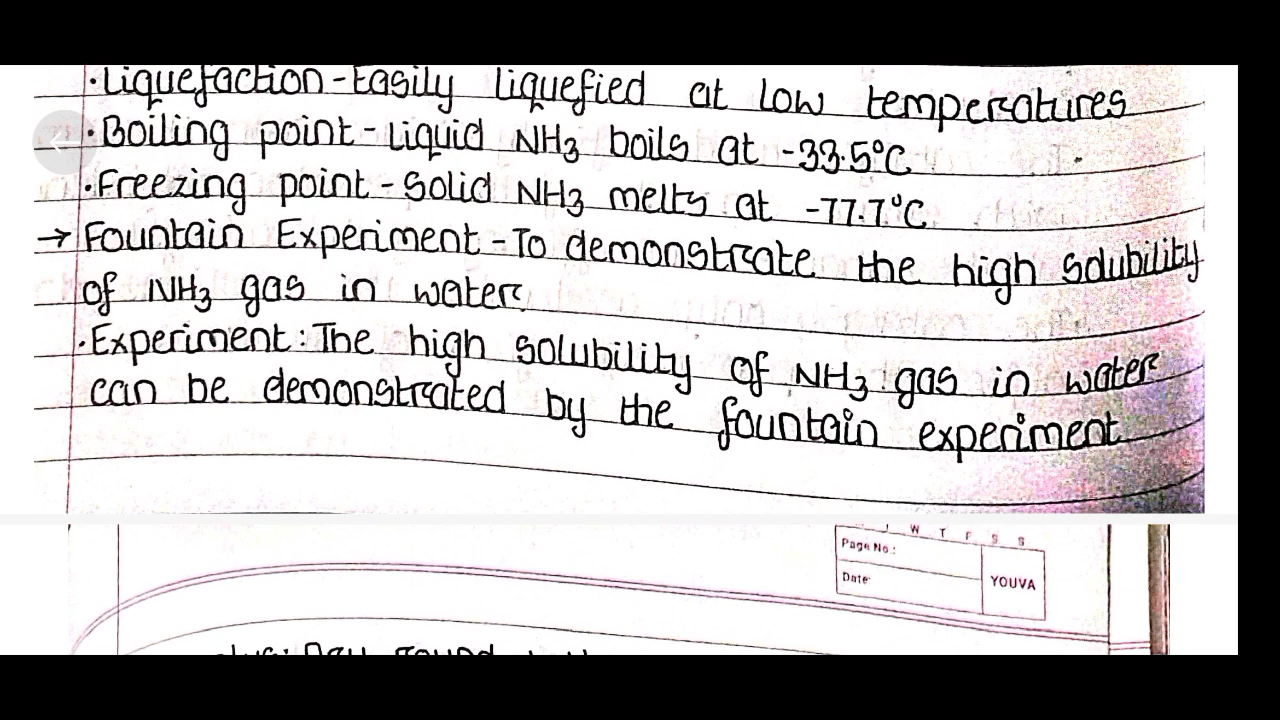 ·Liquefaction-Easily liquefied at low temperatures
·Boiling point-liquid NH3 boils at -33.5°C
·Freezing point-Solid NH3 melts at -77.7°C
→ Fountain Experiment-To demonstrate the high solubility
of NH3 gas in water.
·Experiment: The high solubility of NH3 gas in water
can be demonstrated by the fountain experiment
W T F S S
Page No.:
Date:
YOUVA